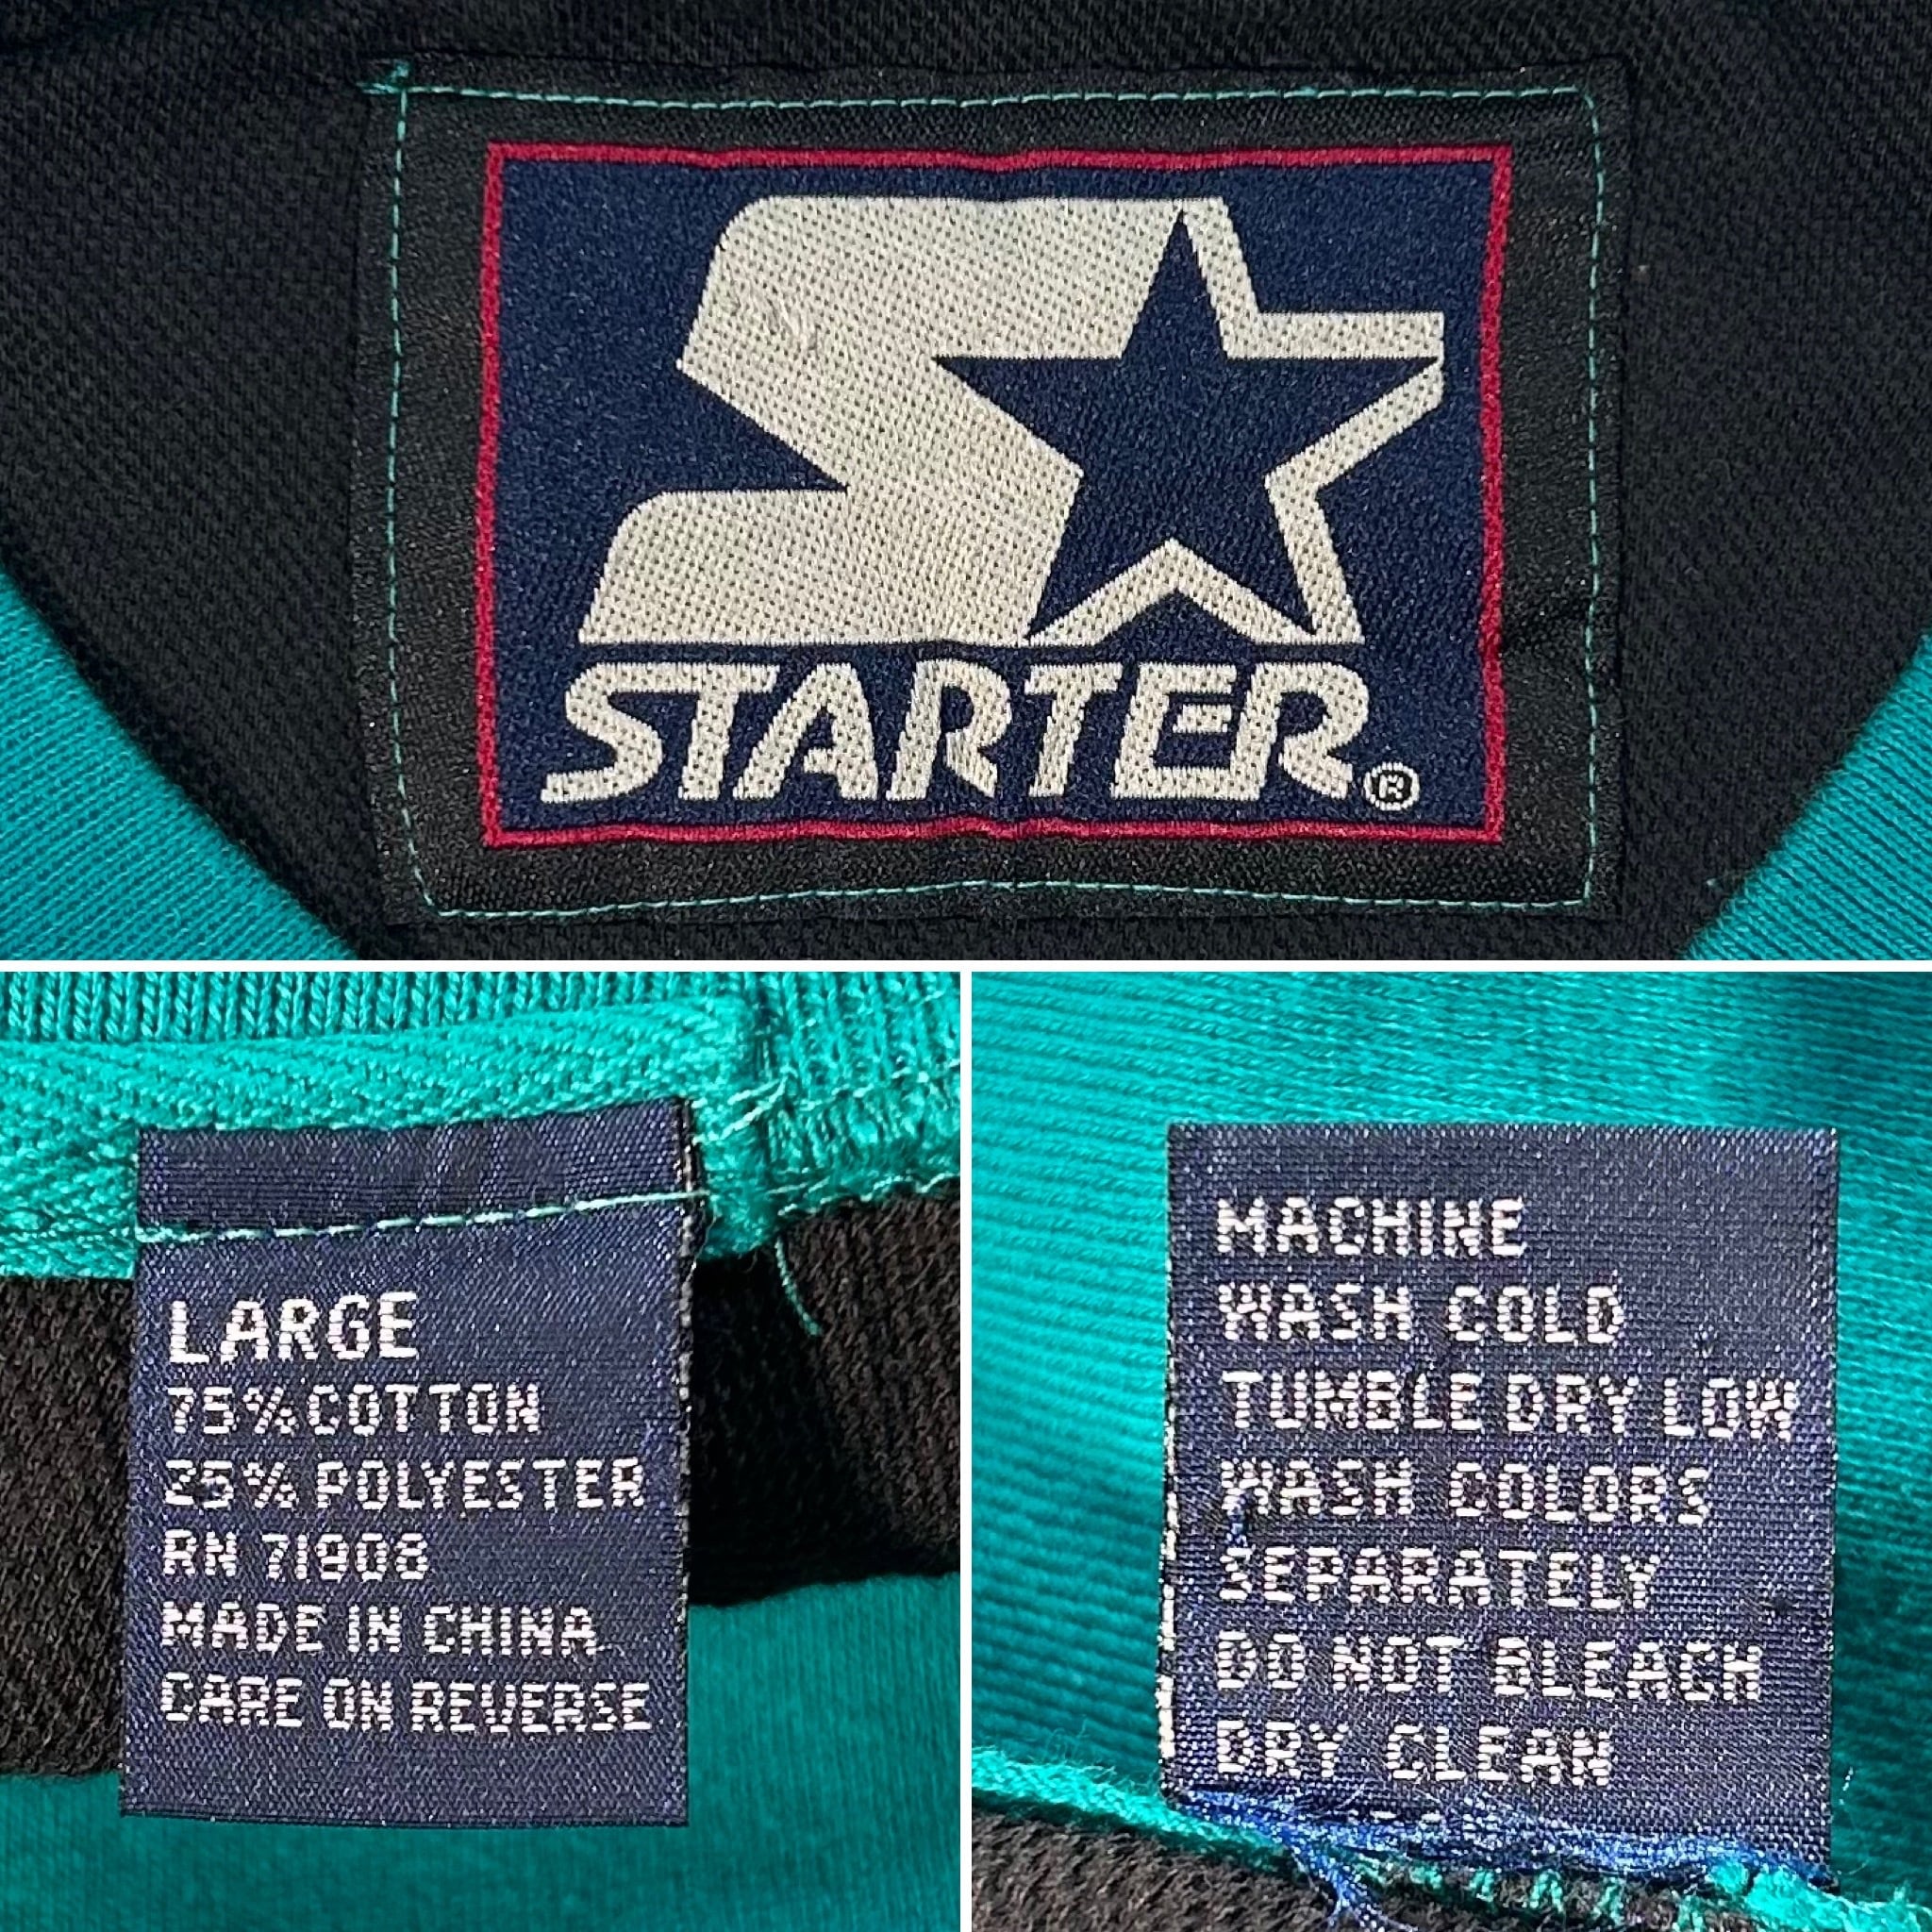 STARTER®
LARGE
75% COTTON
25% POLYESTER
RN 71908
MADE IN CHINA
CARE ON REVERSE
MACHINE
WASH COLD
TUMBLE DRY LOW
WASH COLORS
SEPARATELY
DO NOT BLEACH
DRY CLEAN